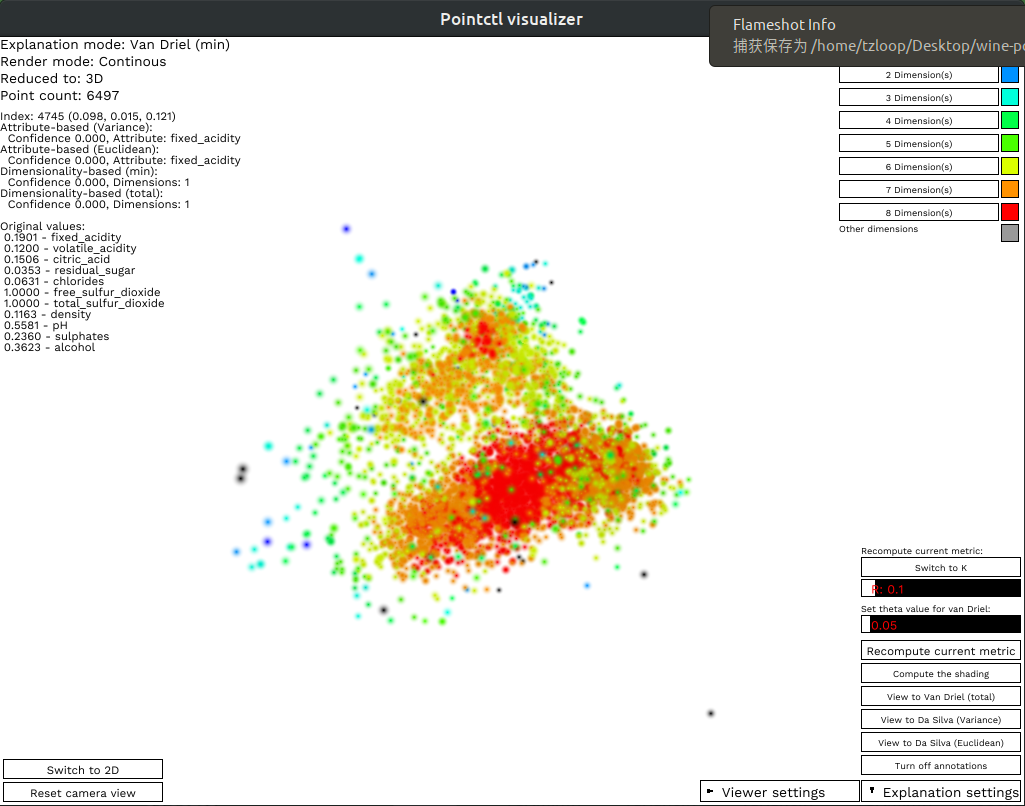 Pointctl visualizer
Flameshot Info
捕获保存为 /home/tzloop/Desktop/wine-po
Explanation mode: Van Driel (min)
Render mode: Continous
Reduced to: 3D
Point count: 6497
Index: 4745 (0.098, 0.015, 0.121)
Attribute-based (Variance):
Confidence 0.000, Attribute: fixed_acidity
Attribute-based (Euclidean):
Confidence 0.000, Attribute: fixed_acidity
Dimensionality-based (min):
Confidence 0.000, Dimensions: 1
Dimensionality-based (total):
Confidence 0.000, Dimensions: 1
Original values:
0.1901 - fixed_acidity
0.1200 - volatile_acidity
0.1506 - citric_acid
0.0353 - residual_sugar
0.0631 - chlorides
1.0000 - free_sulfur_dioxide
1.0000 - total_sulfur_dioxide
0.1163 - density
0.5581 - pH
0.2360 - sulphates
0.3623 - alcohol
2 Dimension(s)
3 Dimension(s)
4 Dimension(s)
5 Dimension(s)
6 Dimension(s)
7 Dimension(s)
8 Dimension(s)
Other dimensions
Recompute current metric:
Switch to K
R: 0.1
Set theta value for van Driel:
0.05
Recompute current metric
Compute the shading
View to Van Driel (total)
View to Da Silva (Variance)
View to Da Silva (Euclidean)
Turn off annotations
Switch to 2D
Reset camera view
Viewer settings
Explanation settings